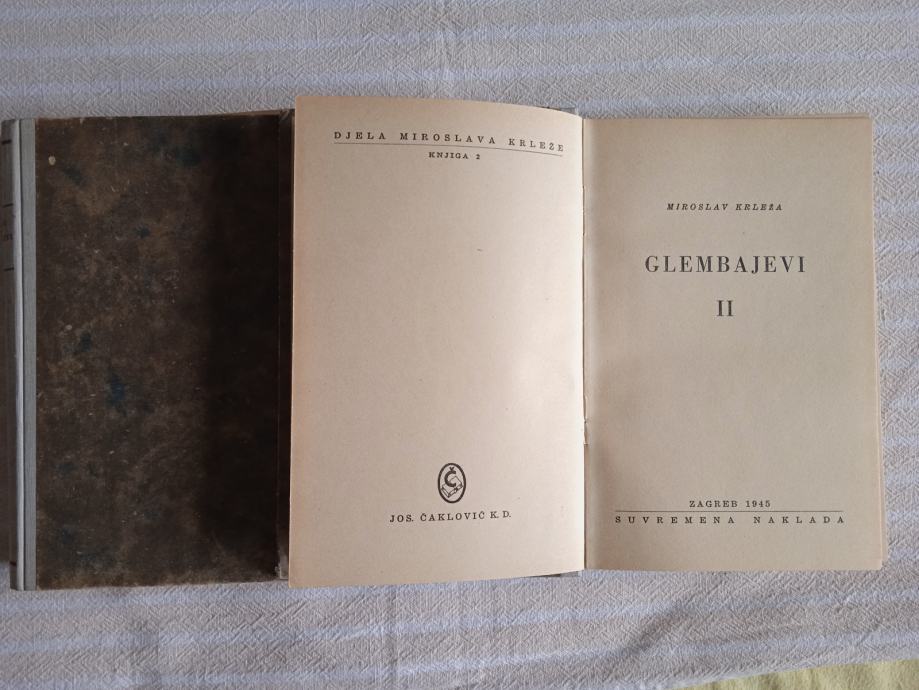 DJELA MIROSLAVA KRLEŽE
KNJIGA 2
Č
JOS. ČAKLOVIĆ K.D.
MIROSLAV KRLEŽA
GLEMBAJEVI
II
ZAGREB 1945
SUVREMENA NAKLADA